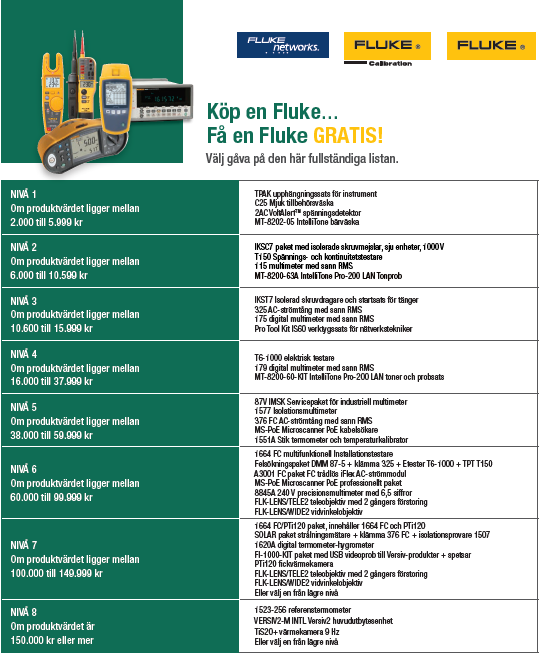 FLUKE networks.
FLUKE ®
Calibration
FLUKE ®
Köp en Fluke...
Få en Fluke GRATIS!
Välj gåva på den här fullständiga listan.
NIVÅ 1
Om produktvärdet ligger mellan
2.000 till 5.999 kr
TPAK upphängningssats för instrument
C25 Mjuk tillbehörsväska
2AC VoltAlert™ spänningsdetektor
MT-8202-05 IntelliTone bärväska
NIVÅ 2
Om produktvärdet ligger mellan
6.000 till 10.599 kr
IKSC7 paket med isolerade skruvmejslar, sju enheter, 1000 V
T150 Spännings- och kontinuitetstestare
115 multimeter med sann RMS
MT-8200-63A IntelliTone Pro-200 LAN Tonprob
NIVÅ 3
Om produktvärdet ligger mellan
10.600 till 15.999 kr
IKST7 Isolerad skruvdragare och startsats för tänger
325 AC-strömtång med sann RMS
175 digital multimeter med sann RMS
Pro Tool Kit IS60 verktygssats för nätverkstekniker
NIVÅ 4
Om produktvärdet ligger mellan
16.000 till 37.999 kr
T6-1000 elektrisk testare
179 digital multimeter med sann RMS
MT-8200-60-KIT IntelliTone Pro-200 LAN toner och probsats
NIVÅ 5
Om produktvärdet ligger mellan
38.000 till 59.999 kr
87V IMSK Servicepaket för industriell multimeter
1577 Isolationsmultimeter
376 FC AC-strömtång med sann RMS
MS-PoE Microscanner PoE kabelsökare
1551A Stik termometer och temperaturkalibrator
NIVÅ 6
Om produktvärdet ligger mellan
60.000 till 99.999 kr
1664 FC multifunktionell Installationstestare
Felsökningspaket DMM 87-5 + klämma 325 + Etester T6-1000 + TPT T150
A3001 FC paket FC trådlös iFlex AC-strömmodul
MS-PoE Microscanner PoE professionellt paket
8845A 240 V precisionsmultimeter med 6,5 siffror
FLK-LENS/TELE2 teleobjektiv med 2 gångers förstoring
FLK-LENS/WIDE2 vidvinkelobjektiv
NIVÅ 7
Om produktvärdet ligger mellan
100.000 till 149.999 kr
1664 FC/PTi120 paket, innehåller 1664 FC och PTi120
SOLAR paket strålningsmätare + klämma 376 FC + isolationsprovare 1507
1620A digital termometer-hygrometer
FI-1000-KIT paket med USB videoprob till Versiv-produkter + spetsar
PTi120 fickvärmekamera
FLK-LENS/TELE2 teleobjektiv med 2 gångers förstoring
FLK-LENS/WIDE2 vidvinkelobjektiv
Eller välj en från lägre nivå
NIVÅ 8
Om produktvärdet är
150.000 kr eller mer
1523-256 referenstermometer
VERSIV2-M INTL Versiv2 huvudutbytesenhet
TiS20+ värmekamera 9 Hz
Eller välj en från lägre nivå